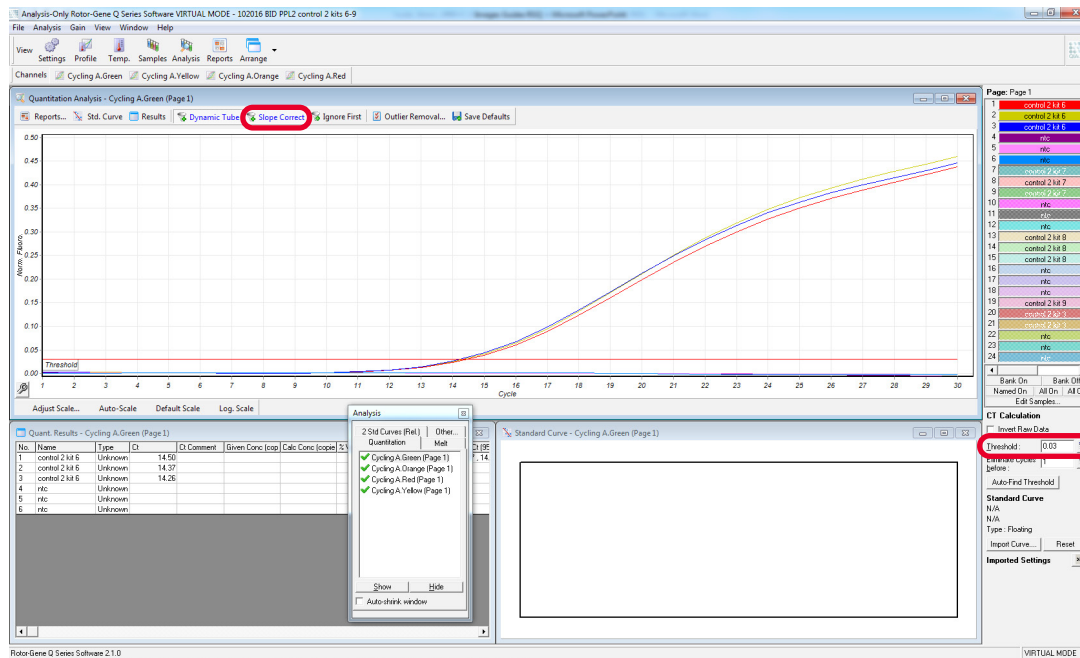 Analysis-Only Rotor-Gene Q Series Software VIRTUAL MODE - 102016 BID PPL2 control 2 kits 6-9
File Analysis Gain View Window Help
View Settings Profile Temp. Samples Analysis Reports Arrange
Channels Cycling A.Green Cycling A.Yellow Cycling A.Orange Cycling A.Red
Quantitation Analysis - Cycling A.Green (Page 1)
Reports... Std. Curve Results Dynamic Tube Slope Correct Ignore First Outlier Removal... Save Defaults
0.50
0.45
0.40
0.35
0.30
0.25
0.20
0.15
0.10
0.05
0.00
Norm. Fluoro
Threshold
1 2 3 4 5 6 7 8 9 10 11 12 13 14 15 16 17 18 19 20 21 22 23 24 25 26 27 28 29 30
Cycle
Adjust Scale... Auto-Scale Default Scale Log. Scale
Quant. Results - Cycling A.Green (Page 1)
No. Name Type Ct Ct Comment Given Conc (cop Calc Conc (copie
1 control 2 kit 6 Unknown 14.50
2 control 2 kit 6 Unknown 14.37
3 control 2 kit 6 Unknown 14.26
4 ntc Unknown
5 ntc Unknown
6 ntc Unknown
Analysis
2 Std Curves (Rel.) Other...
Quantitation Melt
Cycling A.Green (Page 1)
Cycling A.Orange (Page 1)
Cycling A.Red (Page 1)
Cycling A.Yellow (Page 1)
Show Hide
Auto-shrink window
Standard Curve - Cycling A.Green (Page 1)
Page: Page 1
1 control 2 kit 6
2 control 2 kit 6
3 control 2 kit 6
4 ntc
5 ntc
6 ntc
7 control 2 kit 7
8 control 2 kit 7
9 control 2 kit 7
10 ntc
11 ntc
12 ntc
13 control 2 kit 8
14 control 2 kit 8
15 control 2 kit 8
16 ntc
17 ntc
18 ntc
19 control 2 kit 9
20
21
22 ntc
23 ntc
24 ntc
Bank On Bank Off
Named On All On All O
Edit Samples...
CT Calculation
Invert Raw Data
Threshold: 0.03
Eliminate Cycles before: 1
Auto-Find Threshold
Standard Curve
N/A
N/A
Type : Floating
Import Curve... Reset
Imported Settings
Rotor-Gene Q Series Software 2.1.0
VIRTUAL MODE